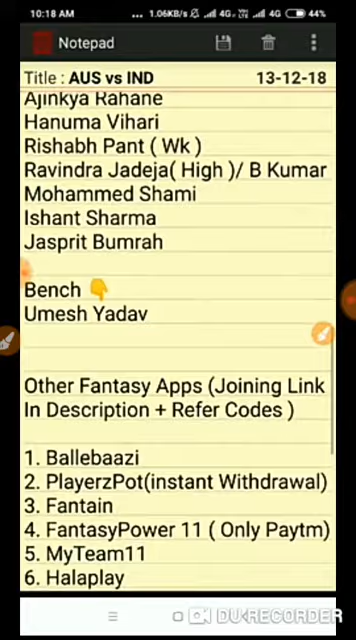 10:18 AM ... 1.06KB/s 4G 4G 44%
Notepad
Title : AUS vs IND 13-12-18
Ajinkya Rahane
Hanuma Vihari
Rishabh Pant ( Wk )
Ravindra Jadeja( High )/ B Kumar
Mohammed Shami
Ishant Sharma
Jasprit Bumrah
Bench 👇
Umesh Yadav
Other Fantasy Apps (Joining Link
In Description + Refer Codes )
1. Ballebaazi
2. PlayerzPot(instant Withdrawal)
3. Fantain
4. FantasyPower 11 ( Only Paytm)
5. MyTeam11
6. Halaplay
DU RECORDER